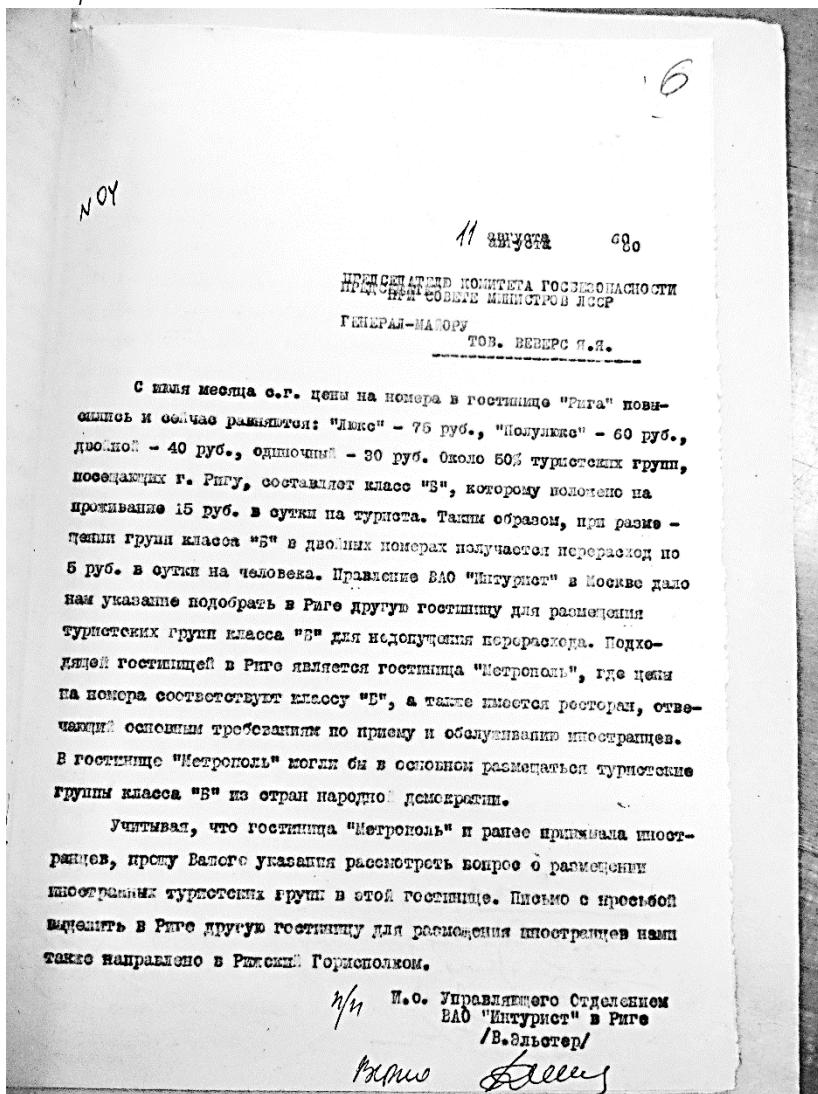 6
N 04
11 августа 60
ПРЕДСЕДАТЕЛЮ КОМИТЕТА ГОСБЕЗОПАСНОСТИ
ПРИ СОВЕТЕ МИНИСТРОВ ЛССР
ГЕНЕРАЛ-МАЙОРУ
ТОВ. ВЕВЕРС Я.Я.
С июля месяца с.г. цены на номера в гостинице "Рига" повы-
сились и сейчас равняются: "Люкс" - 75 руб., "Полулюкс" - 60 руб.,
двойной - 40 руб., одиночный - 30 руб. Около 50% туристских групп,
посещающих г. Ригу, составляет класс "Б", которому положено на
проживание 15 руб. в сутки на туриста. Таким образом, при разме -
щении групп класса "Б" в двойных номерах получается перерасход по
5 руб. в сутки на человека. Правление ВАО "Интурист" в Москве дало
нам указание подобрать в Риге другую гостиницу для размещения
туристских групп класса "Б" для недопущения перерасхода. Подхо-
дящей гостиницей в Риге является гостиница "Метрополь", где цены
на номера соответствуют классу "Б", а также имеется ресторан, отве-
чающий основным требованиям по приему и обслуживанию иностранцев.
В гостинице "Метрополь" могли бы в основном размещаться туристские
группы класса "Б" из стран народной демократии.
Учитывая, что гостиница "Метрополь" и ранее принимала иност-
ранцев, прошу Вашего указания рассмотреть вопрос о размещении
иностранных туристских групп в этой гостинице. Письмо с просьбой
выделить в Риге другую гостиницу для размещения иностранцев нами
также направлено в Рижский Горисполком.
п/п И.о. Управляющего Отделением
ВАО "Интурист" в Риге
/В.Эльстер/
Верно